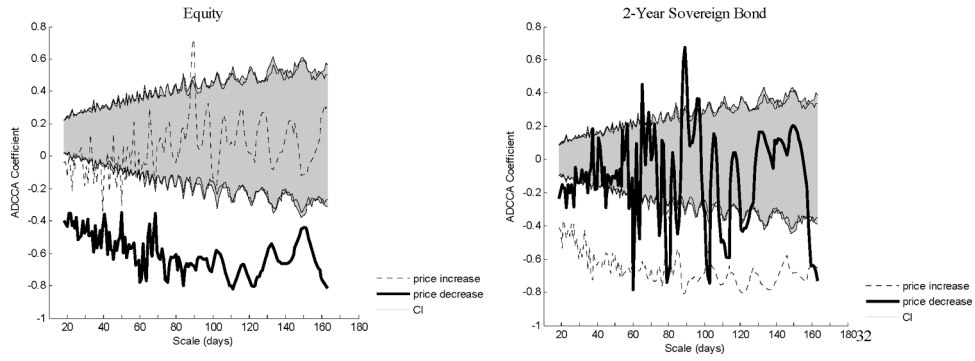 Equity
0.8
0.6
0.4
0.2
0
-0.2
-0.4
-0.6
-0.8
-1
ADCCA Coefficient
20 40 60 80 100 120 140 160 180
Scale (days)
price increase
price decrease
CI
2-Year Sovereign Bond
0.8
0.6
0.4
0.2
0
-0.2
-0.4
-0.6
-0.8
-1
ADCCA Coefficient
20 40 60 80 100 120 140 160 180
Scale (days)
price increase
price decrease
CI
32